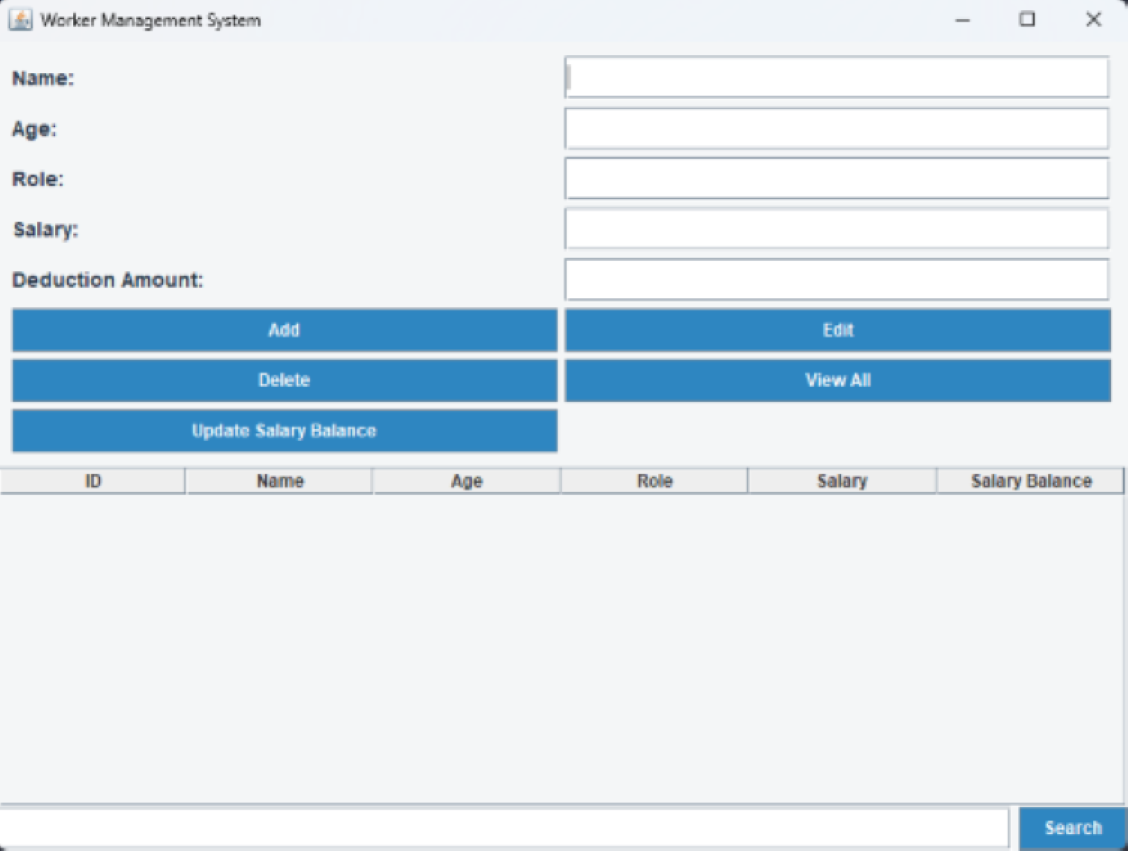 Worker Management System
Name:
Age:
Role:
Salary:
Deduction Amount:
Add Edit
Delete View All
Update Salary Balance
ID Name Age Role Salary Salary Balance
Search